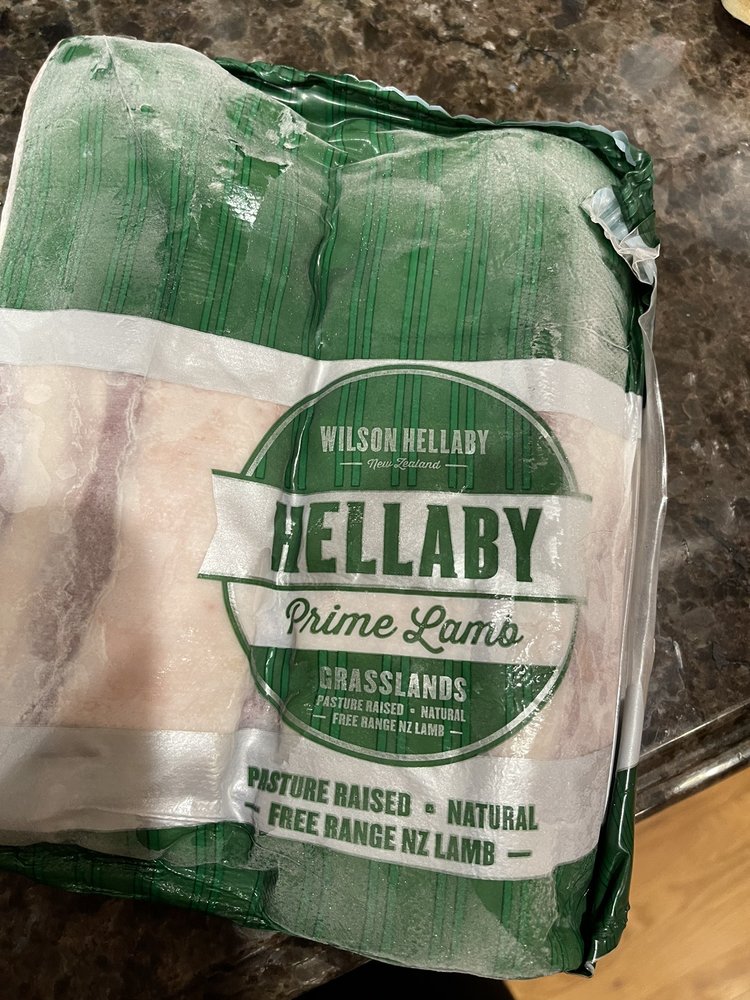 WILSON HELLABY
New Zealand
HELLABY
Prime Lamb
GRASSLANDS
PASTURE RAISED • NATURAL
FREE RANGE NZ LAMB
PASTURE RAISED • NATURAL
FREE RANGE NZ LAMB